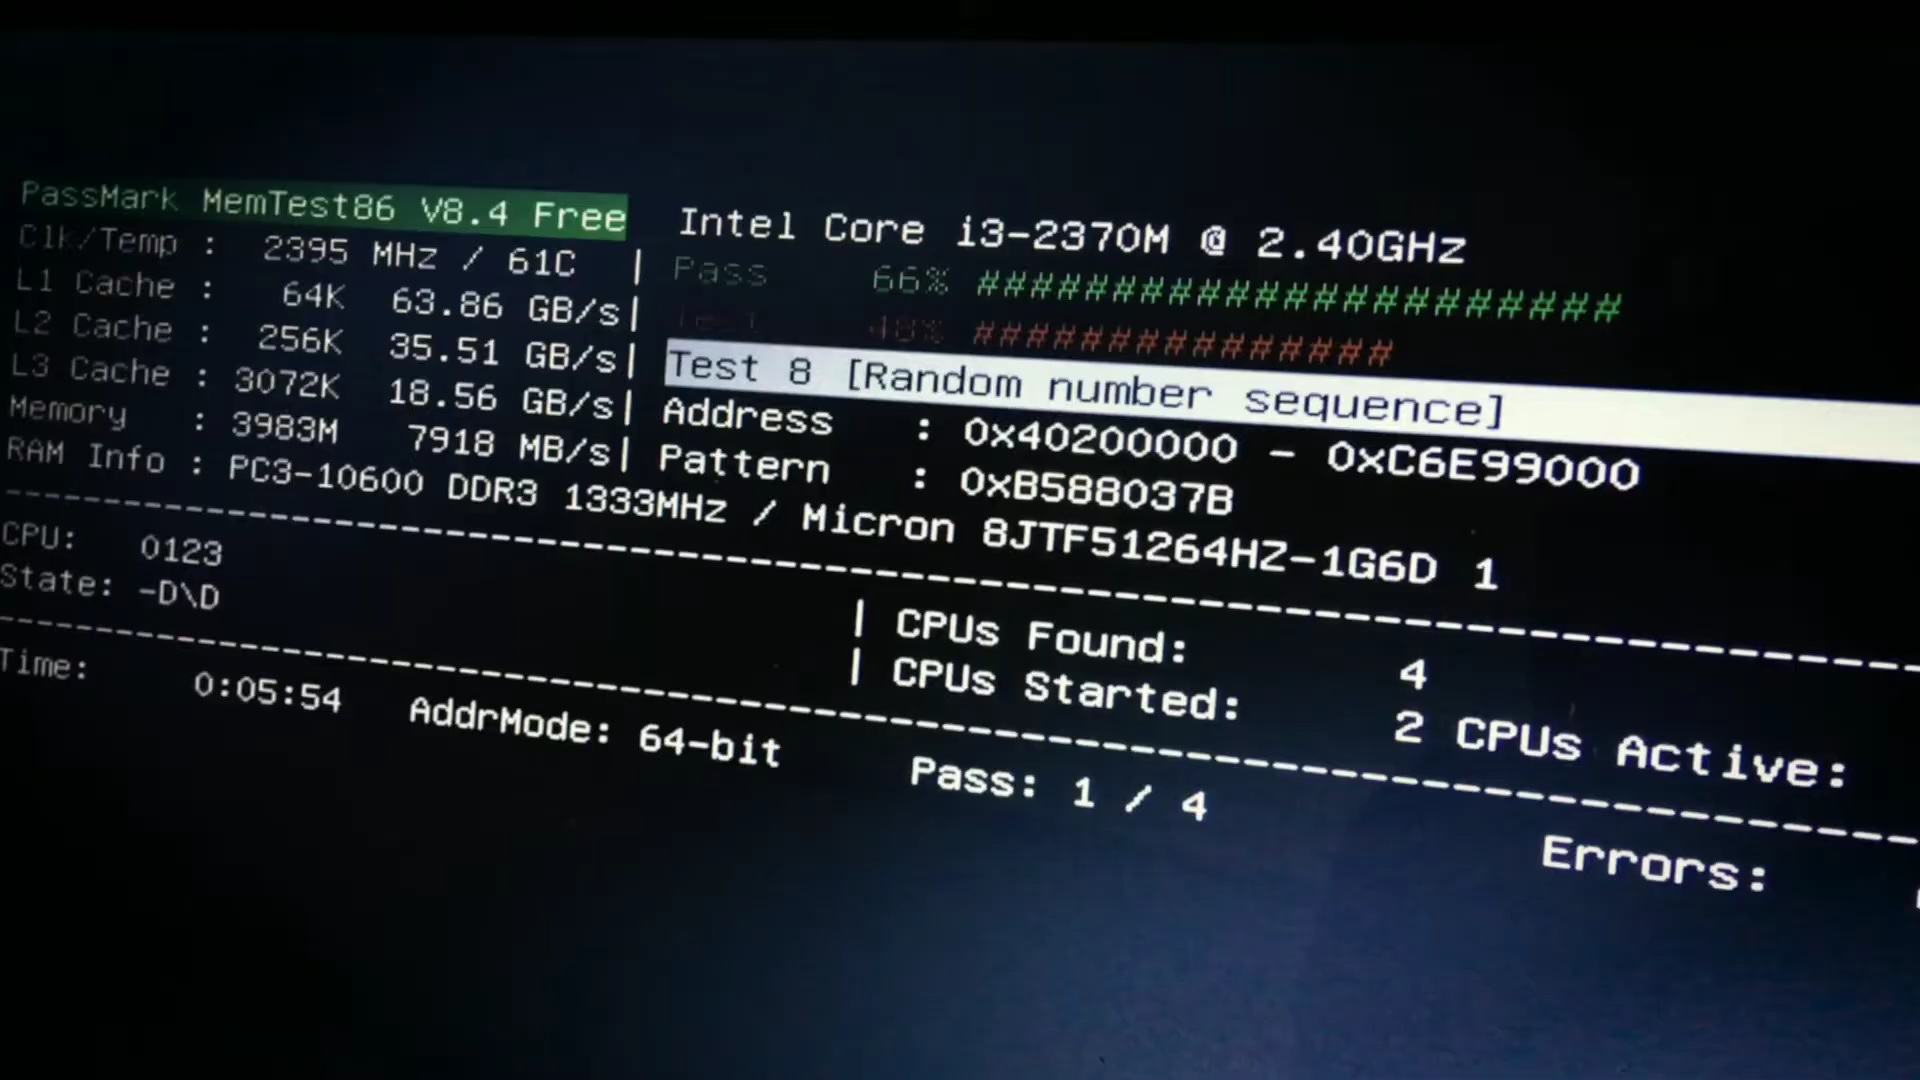 PassMark MemTest86 V8.4 Free
Intel Core i3-2370M @ 2.40GHz
Clk/Temp : 2395 MHz / 61C |
Pass 66% ########################
L1 Cache : 64K 63.86 GB/s|
Test 48% ################
L2 Cache : 256K 35.51 GB/s|
Test 8 [Random number sequence]
L3 Cache : 3072K 18.56 GB/s|
Address : 0x40200000 - 0xC6E99000
Memory : 3983M 7918 MB/s|
Pattern : 0xB588037B
RAM Info : PC3-10600 DDR3 1333MHz / Micron 8JTF51264HZ-1G6D 1
CPU: 0123
| CPUs Found: 4
State: -D\D
| CPUs Started: 2 CPUs Active:
Time: 0:05:54 AddrMode: 64-bit Pass: 1 / 4 Errors: